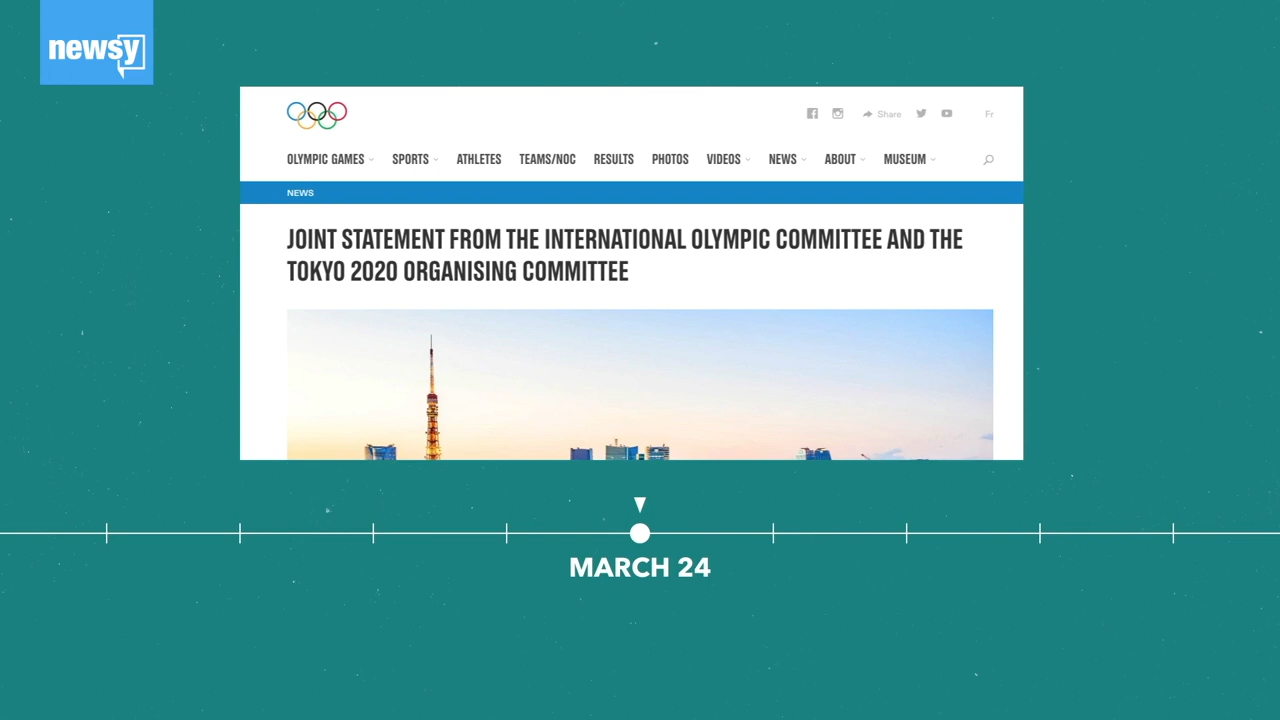 newsy
Share
Fr
OLYMPIC GAMES SPORTS ATHLETES TEAMS/NOC RESULTS PHOTOS VIDEOS NEWS ABOUT MUSEUM
NEWS
JOINT STATEMENT FROM THE INTERNATIONAL OLYMPIC COMMITTEE AND THE
TOKYO 2020 ORGANISING COMMITTEE
MARCH 24